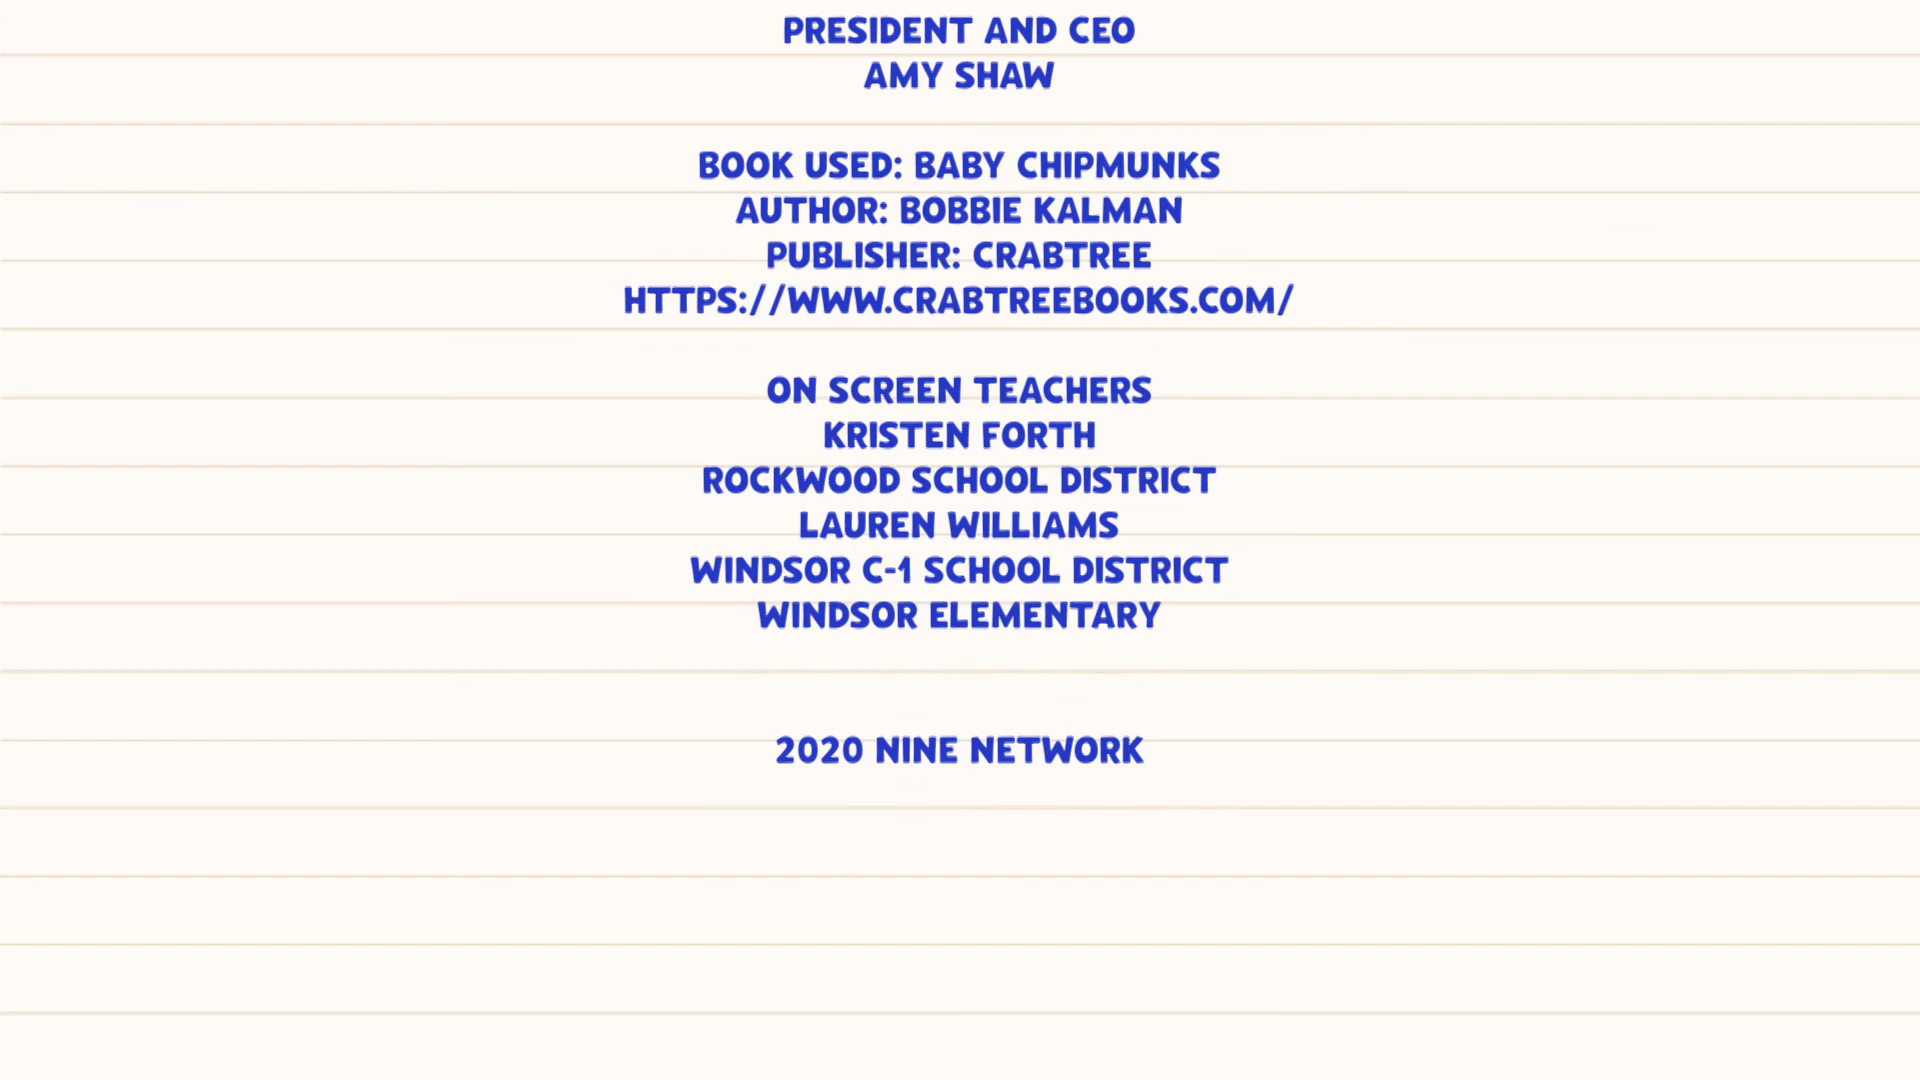 PRESIDENT AND CEO
AMY SHAW
BOOK USED: BABY CHIPMUNKS
AUTHOR: BOBBIE KALMAN
PUBLISHER: CRABTREE
HTTPS://WWW.CRABTREEBOOKS.COM/
ON SCREEN TEACHERS
KRISTEN FORTH
ROCKWOOD SCHOOL DISTRICT
LAUREN WILLIAMS
WINDSOR C-1 SCHOOL DISTRICT
WINDSOR ELEMENTARY
2020 NINE NETWORK